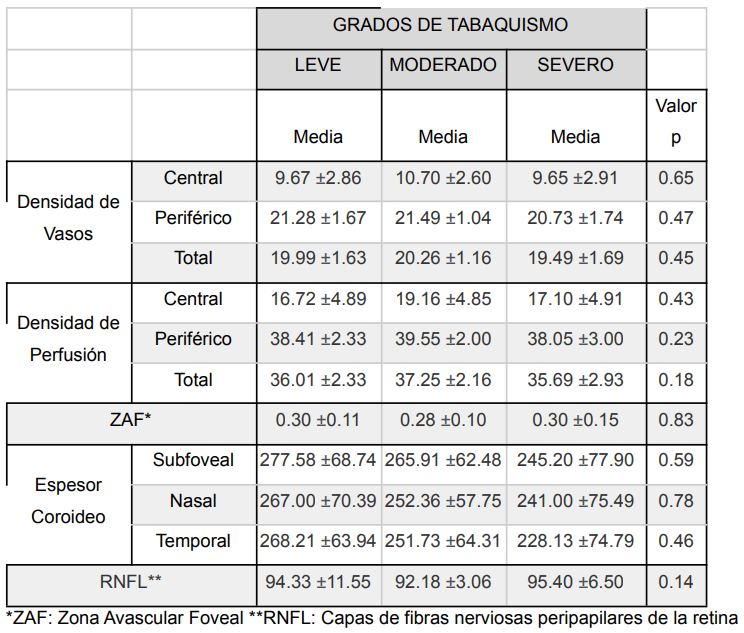 GRADOS DE TABAQUISMO
LEVE MODERADO SEVERO
Media Media Media Valor p
Densidad de Vasos
Central 9.67 ±2.86 10.70 ±2.60 9.65 ±2.91 0.65
Periférico 21.28 ±1.67 21.49 ±1.04 20.73 ±1.74 0.47
Total 19.99 ±1.63 20.26 ±1.16 19.49 ±1.69 0.45
Densidad de Perfusión
Central 16.72 ±4.89 19.16 ±4.85 17.10 ±4.91 0.43
Periférico 38.41 ±2.33 39.55 ±2.00 38.05 ±3.00 0.23
Total 36.01 ±2.33 37.25 ±2.16 35.69 ±2.93 0.18
ZAF* 0.30 ±0.11 0.28 ±0.10 0.30 ±0.15 0.83
Espesor Coroideo
Subfoveal 277.58 ±68.74 265.91 ±62.48 245.20 ±77.90 0.59
Nasal 267.00 ±70.39 252.36 ±57.75 241.00 ±75.49 0.78
Temporal 268.21 ±63.94 251.73 ±64.31 228.13 ±74.79 0.46
RNFL** 94.33 ±11.55 92.18 ±3.06 95.40 ±6.50 0.14
*ZAF: Zona Avascular Foveal **RNFL: Capas de fibras nerviosas peripapilares de la retina